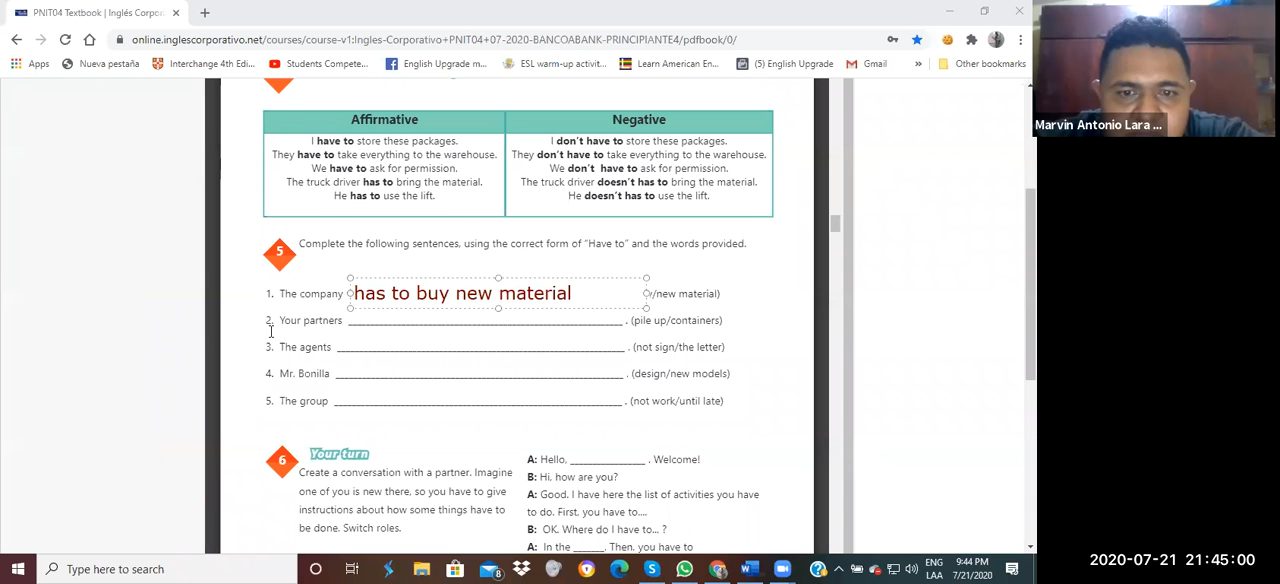 PNIT04 Textbook | Inglés Corporat
online.inglescorporativo.net/courses/course-v1:Ingles-Corporativo+PNIT04+07-2020-BANCOABANK-PRINCIPIANTE4/pdfbook/0/
Apps Nueva pestaña Interchange 4th Edi... Students Compete... English Upgrade m... ESL warm-up activit... Learn American En... (5) English Upgrade Gmail » Other bookmarks
Marvin Antonio Lara ...
Affirmative Negative
I have to store these packages. I don't have to store these packages.
They have to take everything to the warehouse. They don't have to take everything to the warehouse.
We have to ask for permission. We don't have to ask for permission.
The truck driver has to bring the material. The truck driver doesn't has to bring the material.
He has to use the lift. He doesn't has to use the lift.
5 Complete the following sentences, using the correct form of “Have to” and the words provided.
1. The company has to buy new material /new material)
2. Your partners ______________. (pile up/containers)
3. The agents ______________. (not sign/the letter)
4. Mr. Bonilla ______________. (design/new models)
5. The group ______________. (not work/until late)
6 Your turn
Create a conversation with a partner. Imagine
one of you is new there, so you have to give
instructions about how some things have to
be done. Switch roles.
A: Hello, ______________. Welcome!
B: Hi, how are you?
A: Good. I have here the list of activities you have
to do. First, you have to....
B: OK. Where do I have to... ?
A: In the ______. Then, you have to
Type here to search
8
ENG
LAA
9:44 PM
7/21/2020
2020-07-21 21:45:00